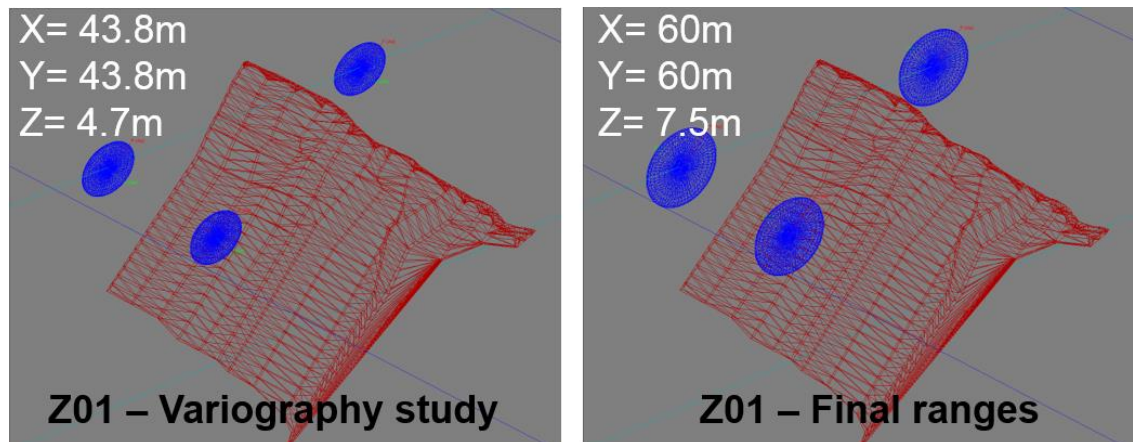 X= 43.8m
Y= 43.8m
Z= 4.7m
Z01 – Variography study
X= 60m
Y= 60m
Z= 7.5m
Z01 – Final ranges